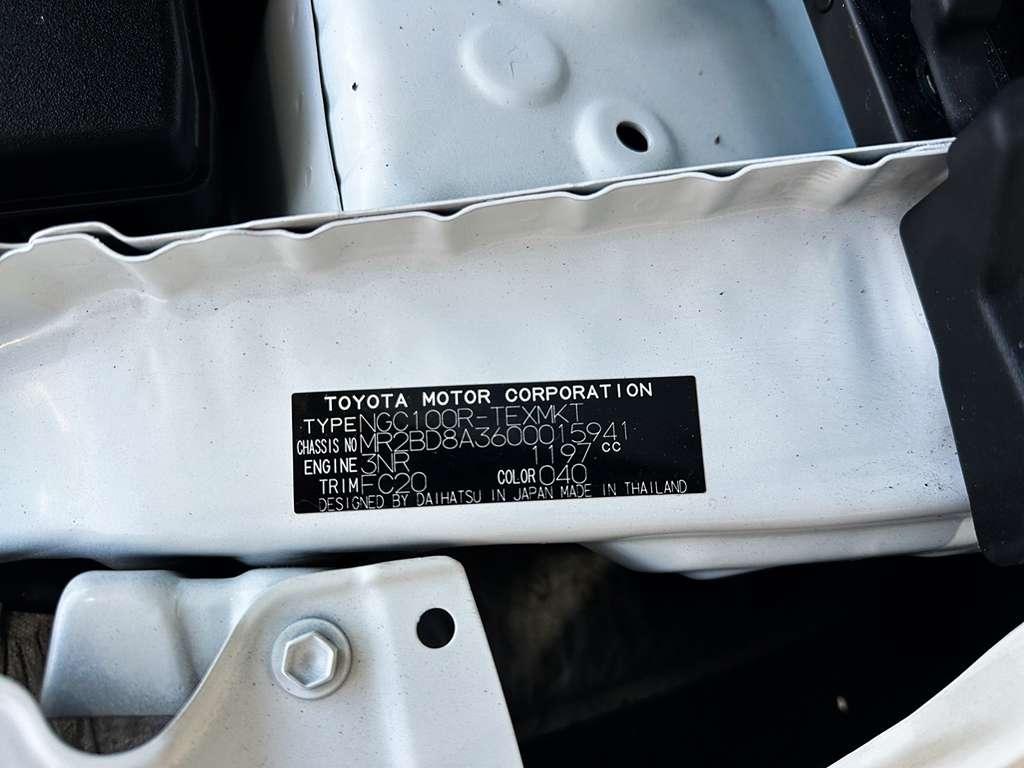 TOYOTA MOTOR CORPORATION
TYPE NGC100R-TEXMKT
CHASSIS NO MR2BD8A3600015941
ENGINE 3NR 1197 CC
TRIM FC20 COLOR 040
DESIGNED BY DAIHATSU IN JAPAN MADE IN THAILAND